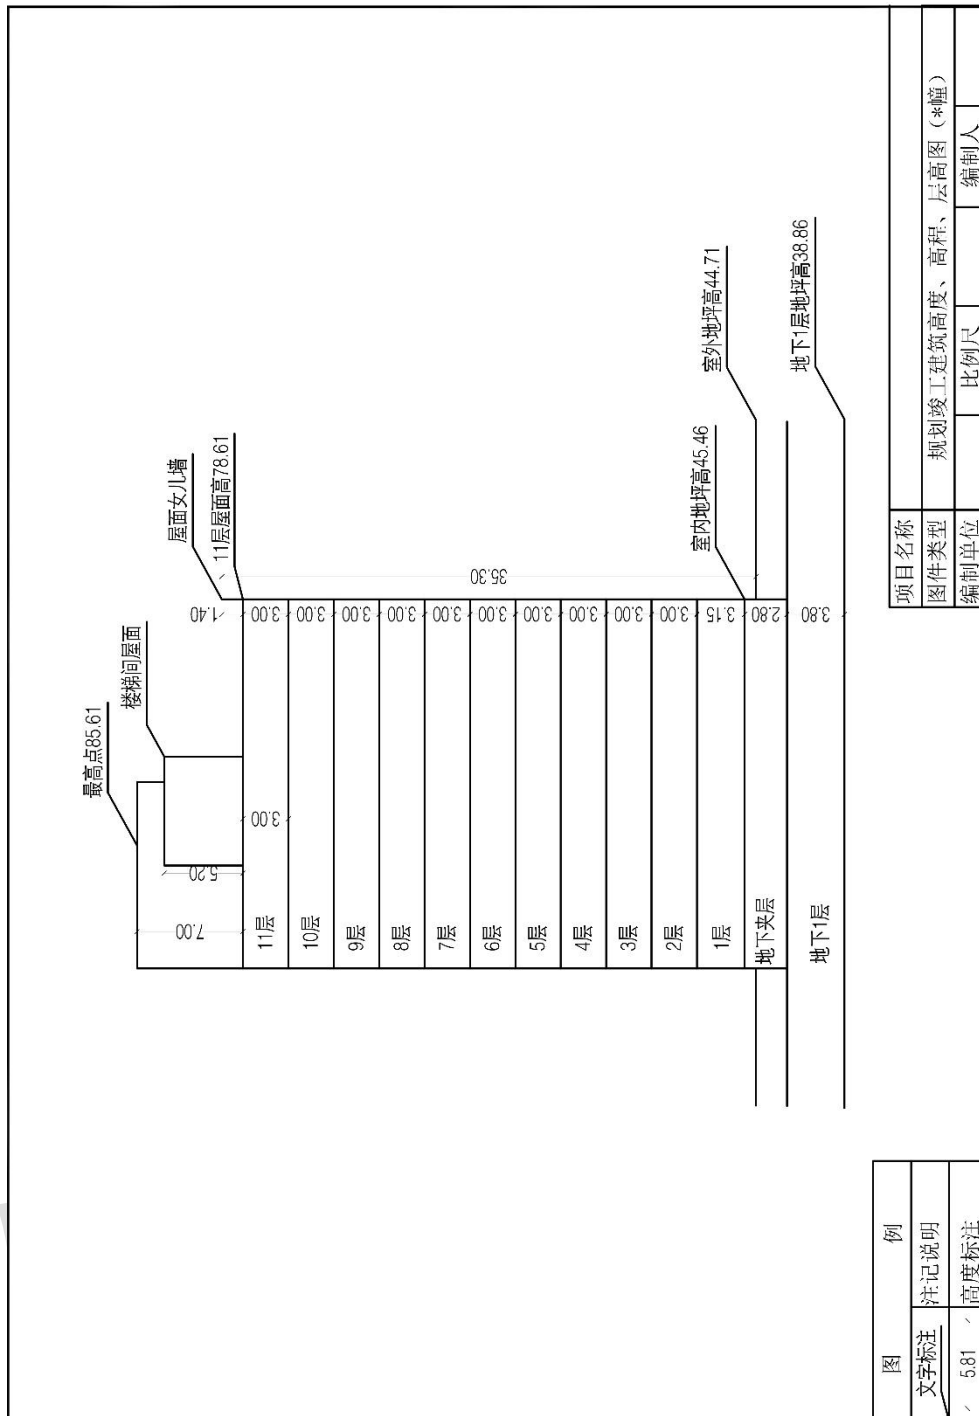 最高点85.61
楼梯间屋面
屋面女儿墙
11层屋面高78.61
7.00
5.20
3.00
1.40
35.30
11层
3.00
10层
3.00
9层
3.00
8层
3.00
7层
3.00
6层
3.00
5层
3.00
4层
3.00
3层
3.00
2层
3.00
1层
3.15
室内地坪高45.46
室外地坪高44.71
地下夹层
2.80
地下1层
3.80
地下1层地坪高38.86
图 例
文字标注 注记说明
5.81 高度标注
项目名称
图件类型 规划竣工建筑高度、高程、层高图(*幢)
编制单位 比例尺 编制人